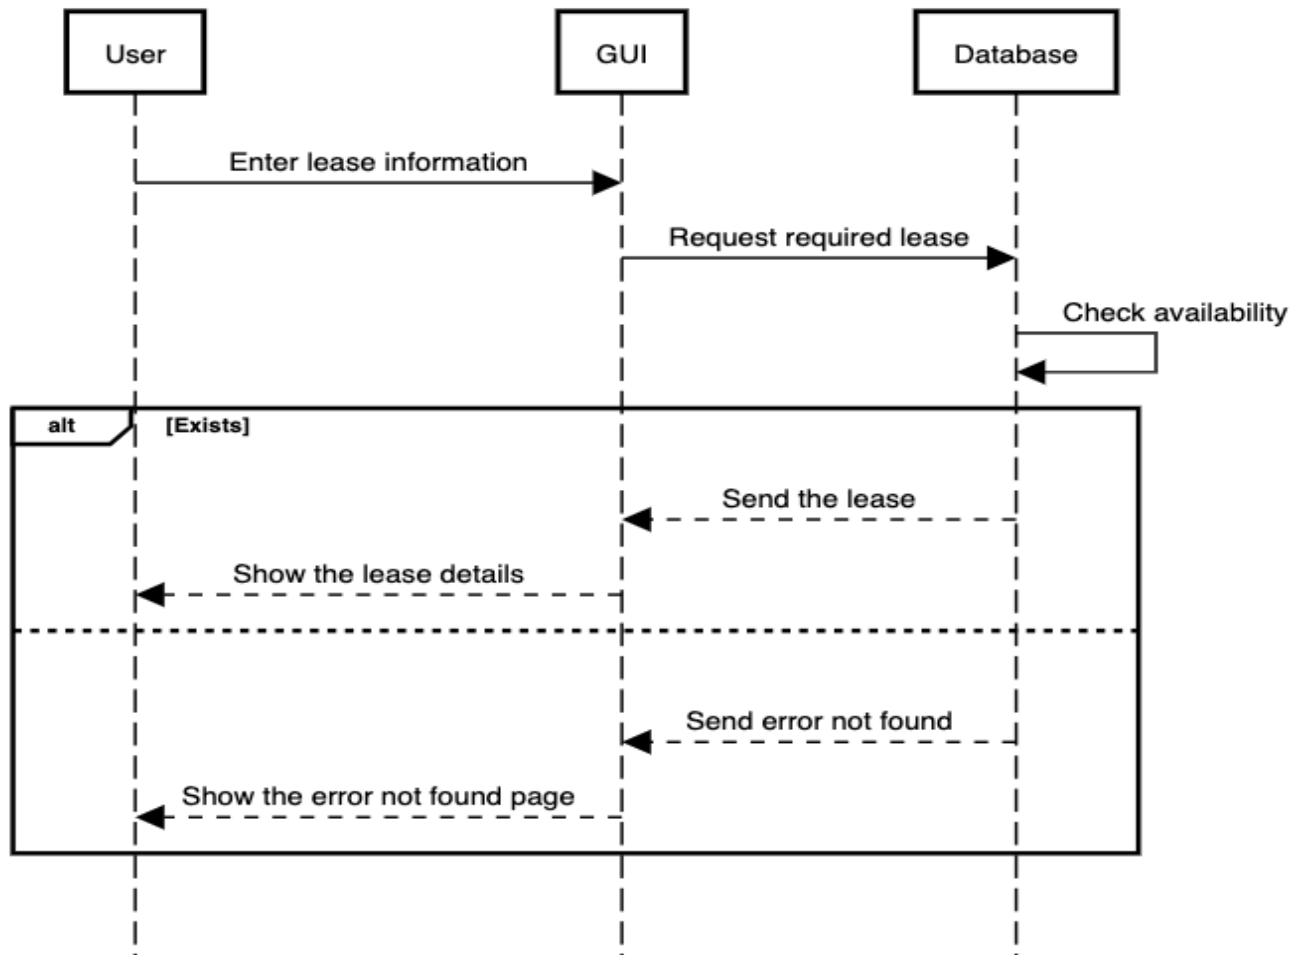 User
GUI
Database
Enter lease information
Request required lease
Check availability
alt
[Exists]
Send the lease
Show the lease details
Send error not found
Show the error not found page